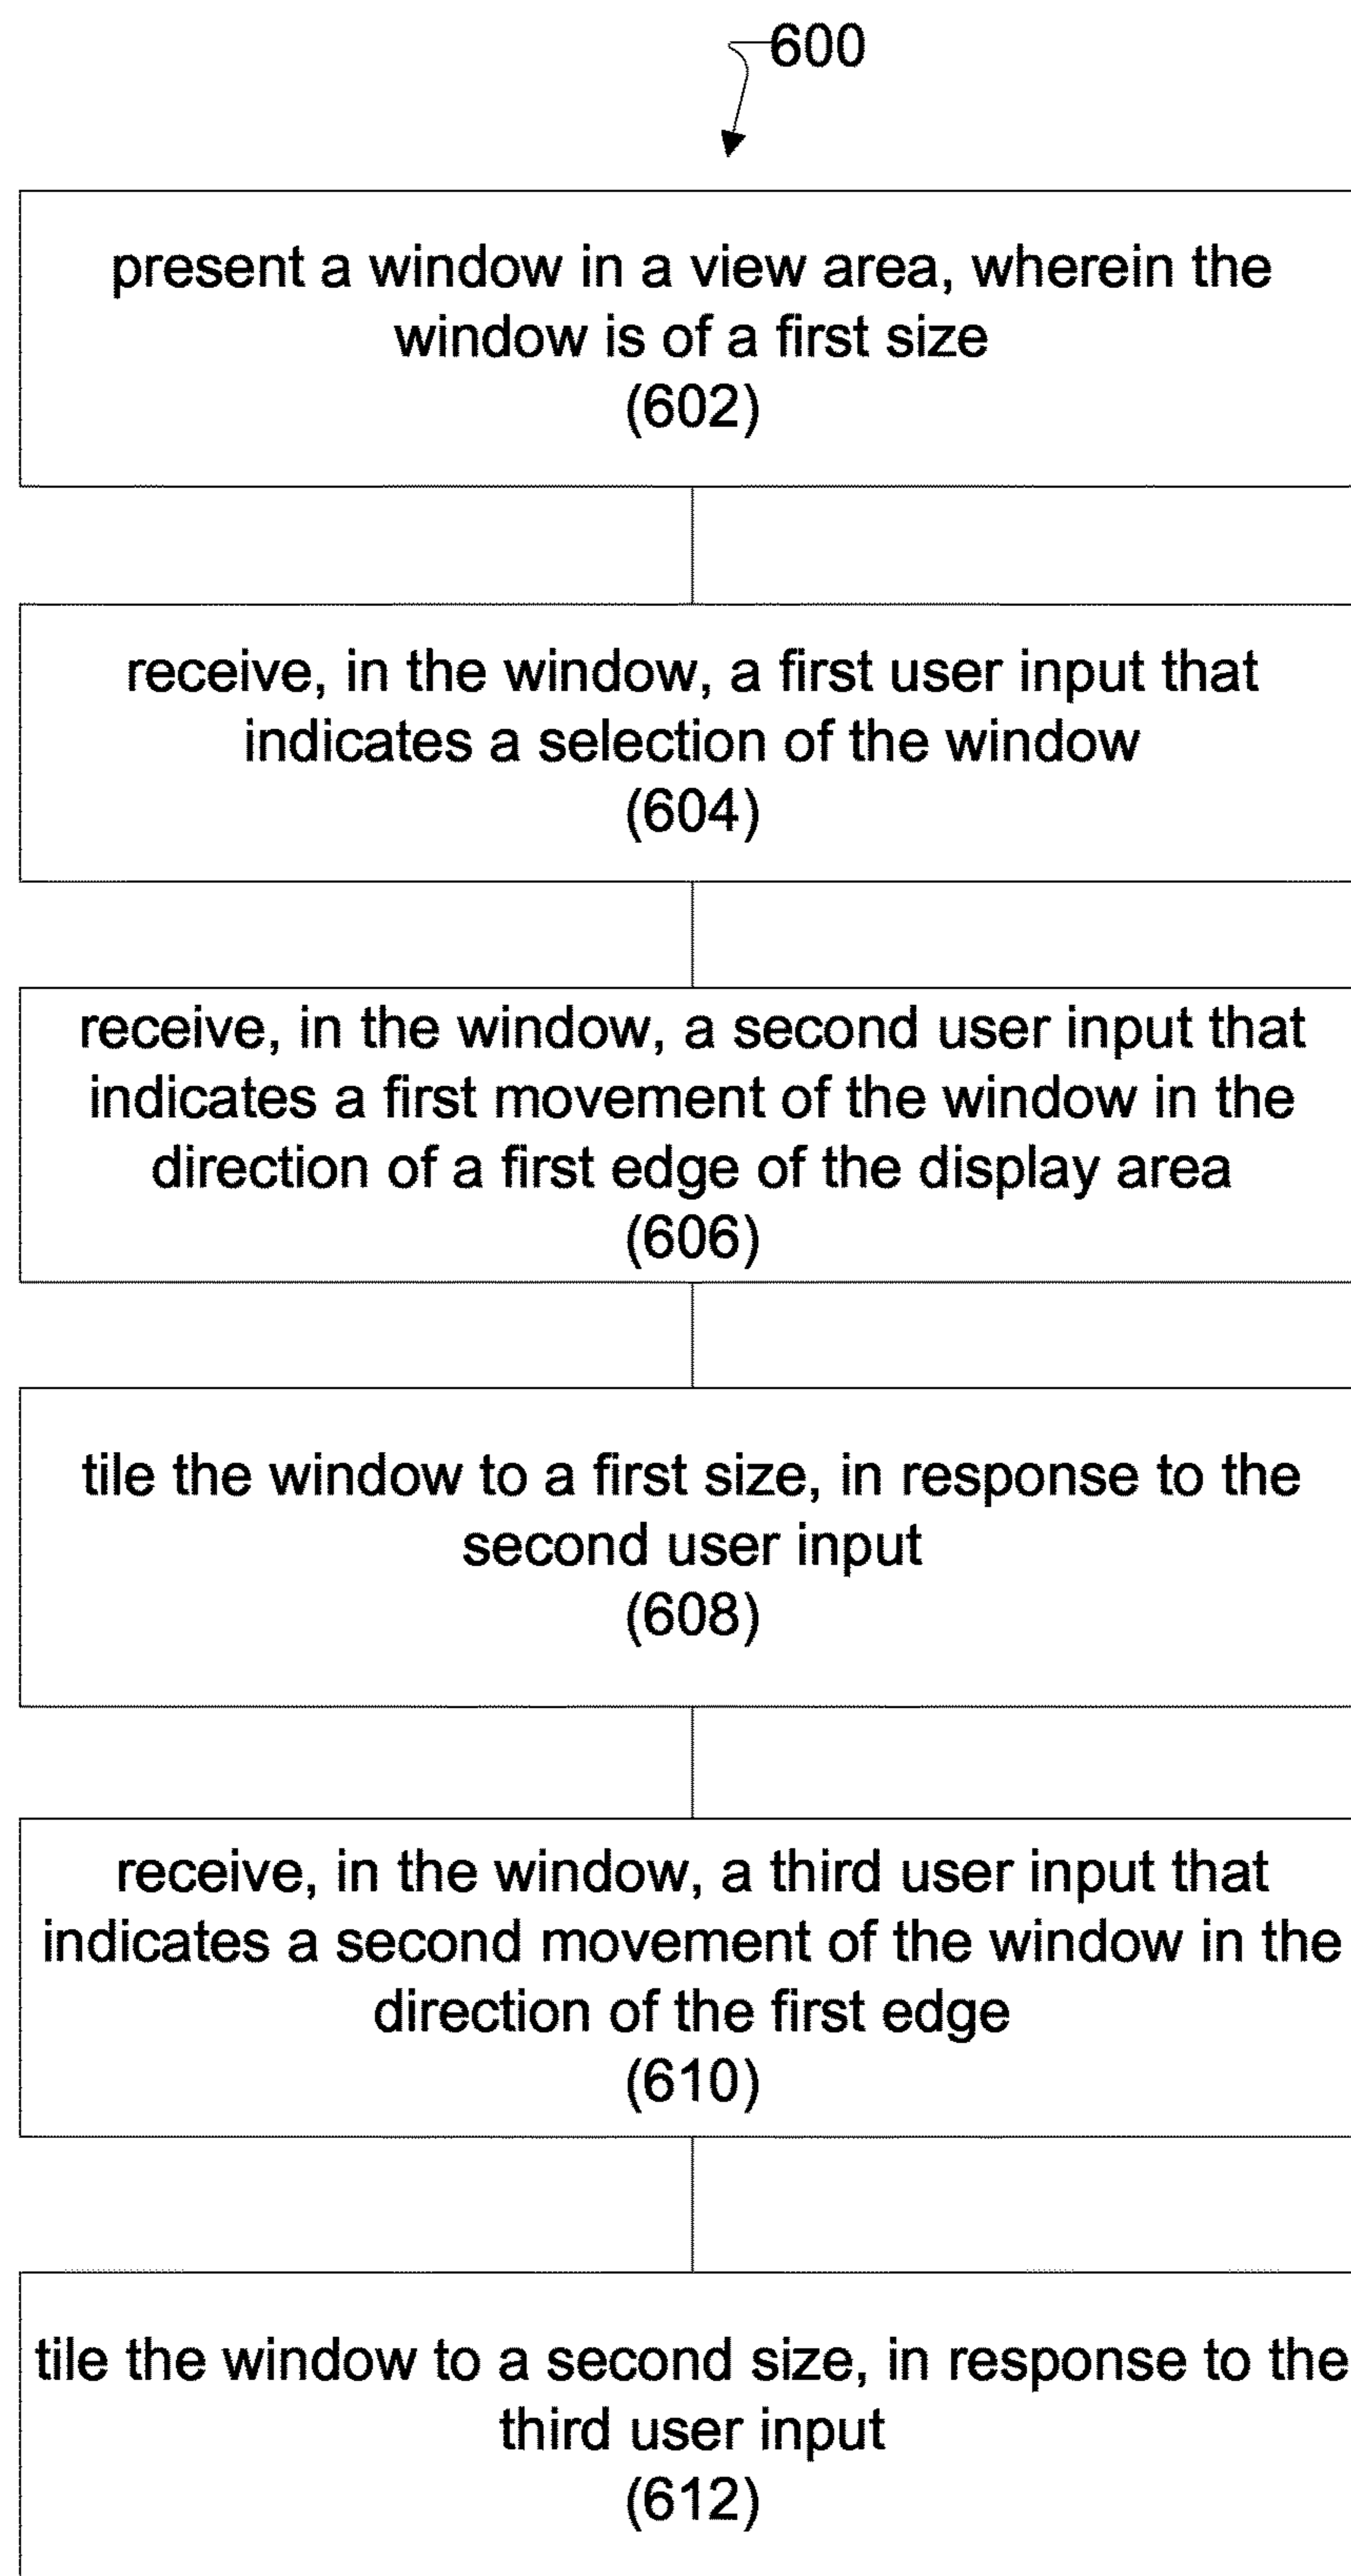 600
present a window in a view area, wherein the
window is of a first size
(602)
receive, in the window, a first user input that
indicates a selection of the window
(604)
receive, in the window, a second user input that
indicates a first movement of the window in the
direction of a first edge of the display area
(606)
tile the window to a first size, in response to the
second user input
(608)
receive, in the window, a third user input that
indicates a second movement of the window in the
direction of the first edge
(610)
tile the window to a second size, in response to the
third user input
(612)